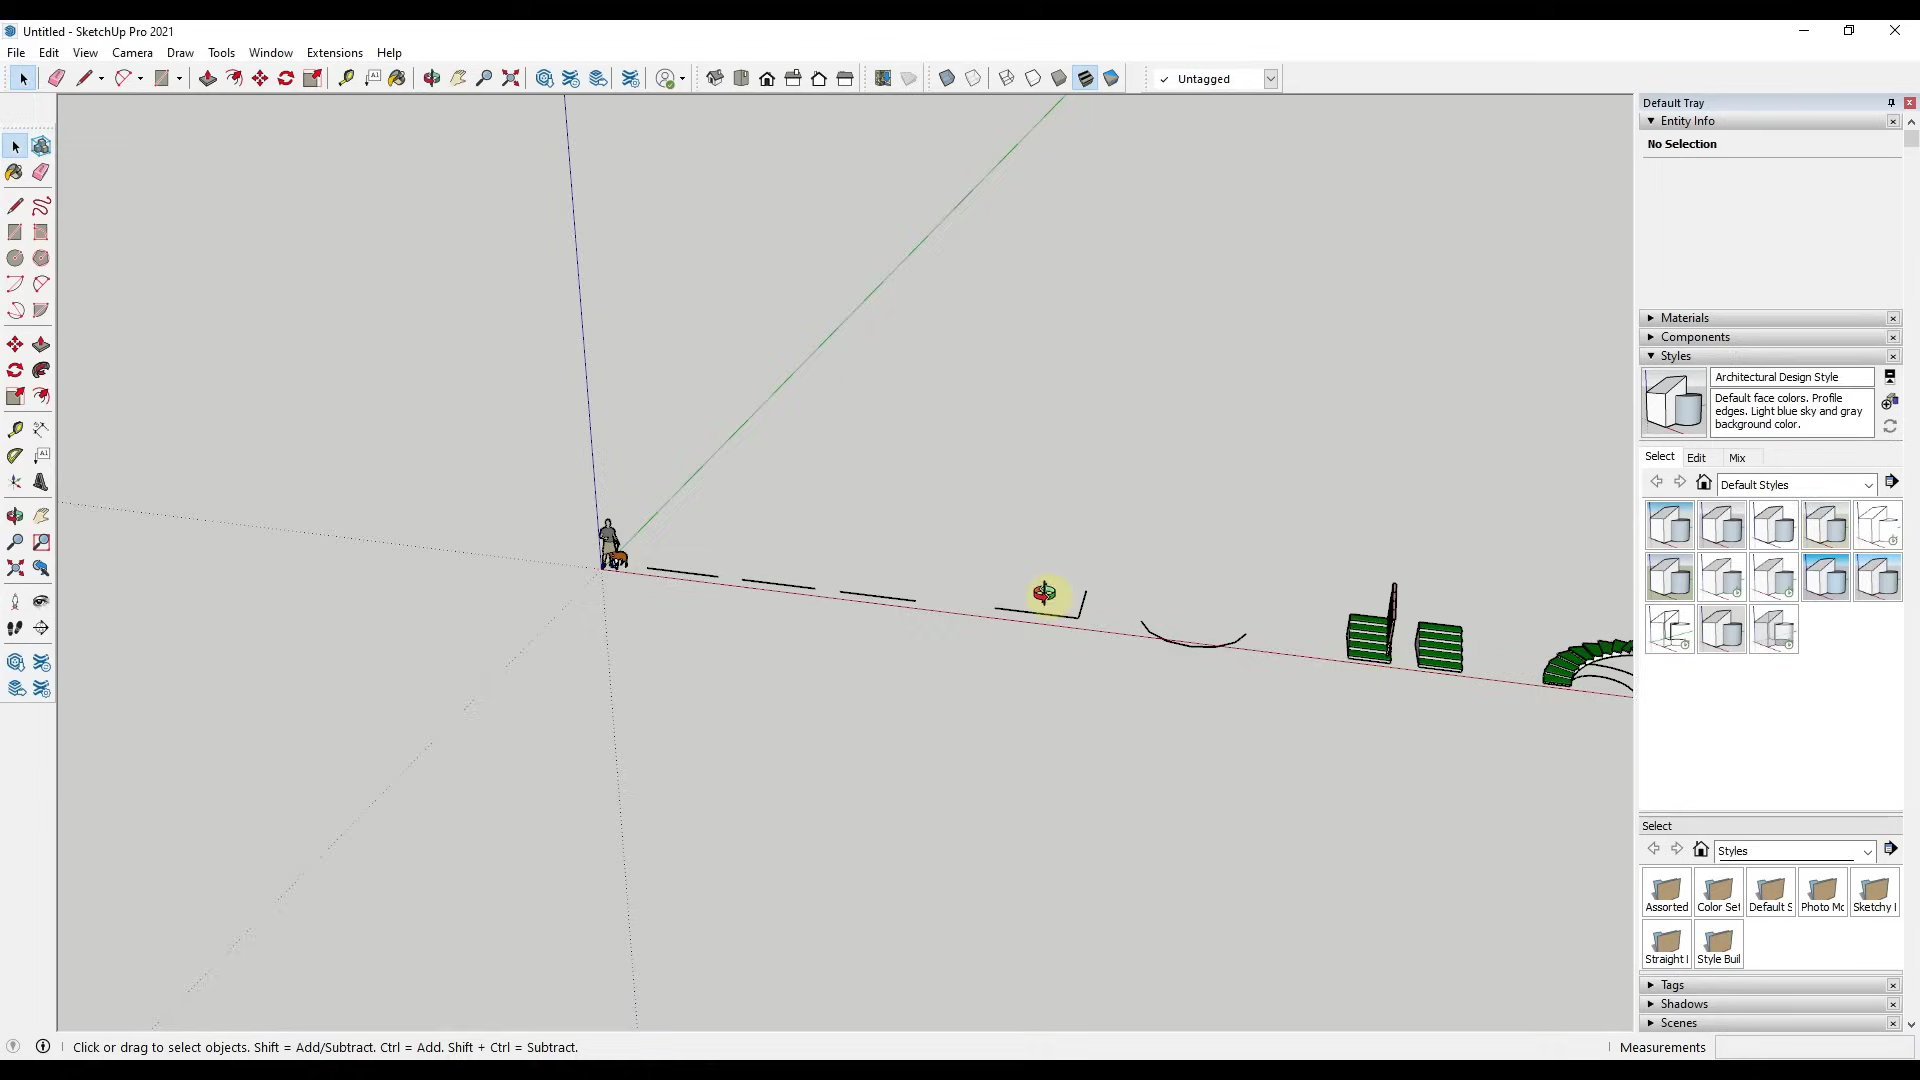 Untitled - SketchUp Pro 2021
File Edit View Camera Draw Tools Window Extensions Help
Untagged
Default Tray
Entity Info
No Selection
Materials
Components
Styles
Architectural Design Style
Default face colors. Profile
edges. Light blue sky and gray
background color.
Select Edit Mix
Default Styles
Select
Styles
Assorted Color Set Default S Photo Mo Sketchy I
Straight l Style Buil
Tags
Shadows
Scenes
Click or drag to select objects. Shift = Add/Subtract. Ctrl = Add. Shift + Ctrl = Subtract.
Measurements